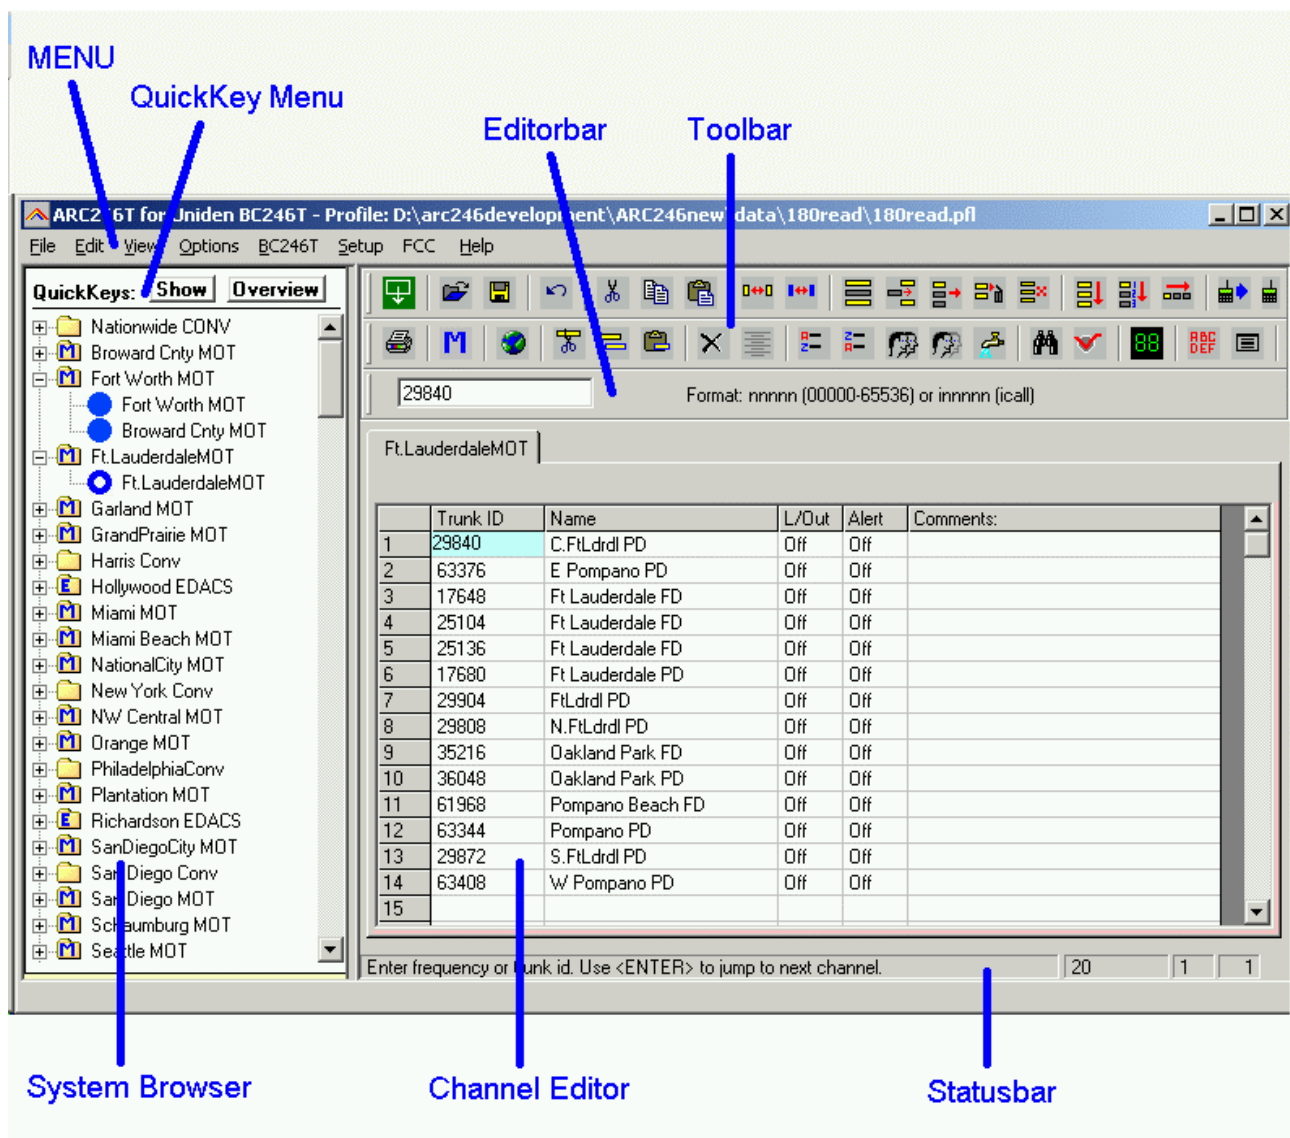 MENU
QuickKey Menu
Editorbar
Toolbar
ARC246T for Uniden BC246T - Profile: D:\arc246development\ARC246new\data\180read\180read.pfl
File Edit View Options BC246T Setup FCC Help
QuickKeys: Show Overview
Nationwide CONV
Broward Cnty MOT
Fort Worth MOT
Fort Worth MOT
Broward Cnty MOT
Ft.LauderdaleMOT
Ft.LauderdaleMOT
Garland MOT
GrandPrairie MOT
Harris Conv
Hollywood EDACS
Miami MOT
Miami Beach MOT
NationalCity MOT
New York Conv
NW Central MOT
Orange MOT
PhiladelphiaConv
Plantation MOT
Richardson EDACS
SanDiegoCity MOT
San Diego Conv
San Diego MOT
Schaumburg MOT
Seattle MOT
29840 Format: nnnnn (00000-65536) or innnnn (icall)
Ft.LauderdaleMOT
Trunk ID Name L/Out Alert Comments:
1 29840 C.FtLdrdl PD Off Off
2 63376 E Pompano PD Off Off
3 17648 Ft Lauderdale FD Off Off
4 25104 Ft Lauderdale FD Off Off
5 25136 Ft Lauderdale FD Off Off
6 17680 Ft Lauderdale PD Off Off
7 29904 FtLdrdl PD Off Off
8 29808 N.FtLdrdl PD Off Off
9 35216 Oakland Park FD Off Off
10 36048 Oakland Park PD Off Off
11 61968 Pompano Beach FD Off Off
12 63344 Pompano PD Off Off
13 29872 S.FtLdrdl PD Off Off
14 63408 W Pompano PD Off Off
15
Enter frequency or trunk id. Use <ENTER> to jump to next channel. 20 1 1
System Browser
Channel Editor
Statusbar